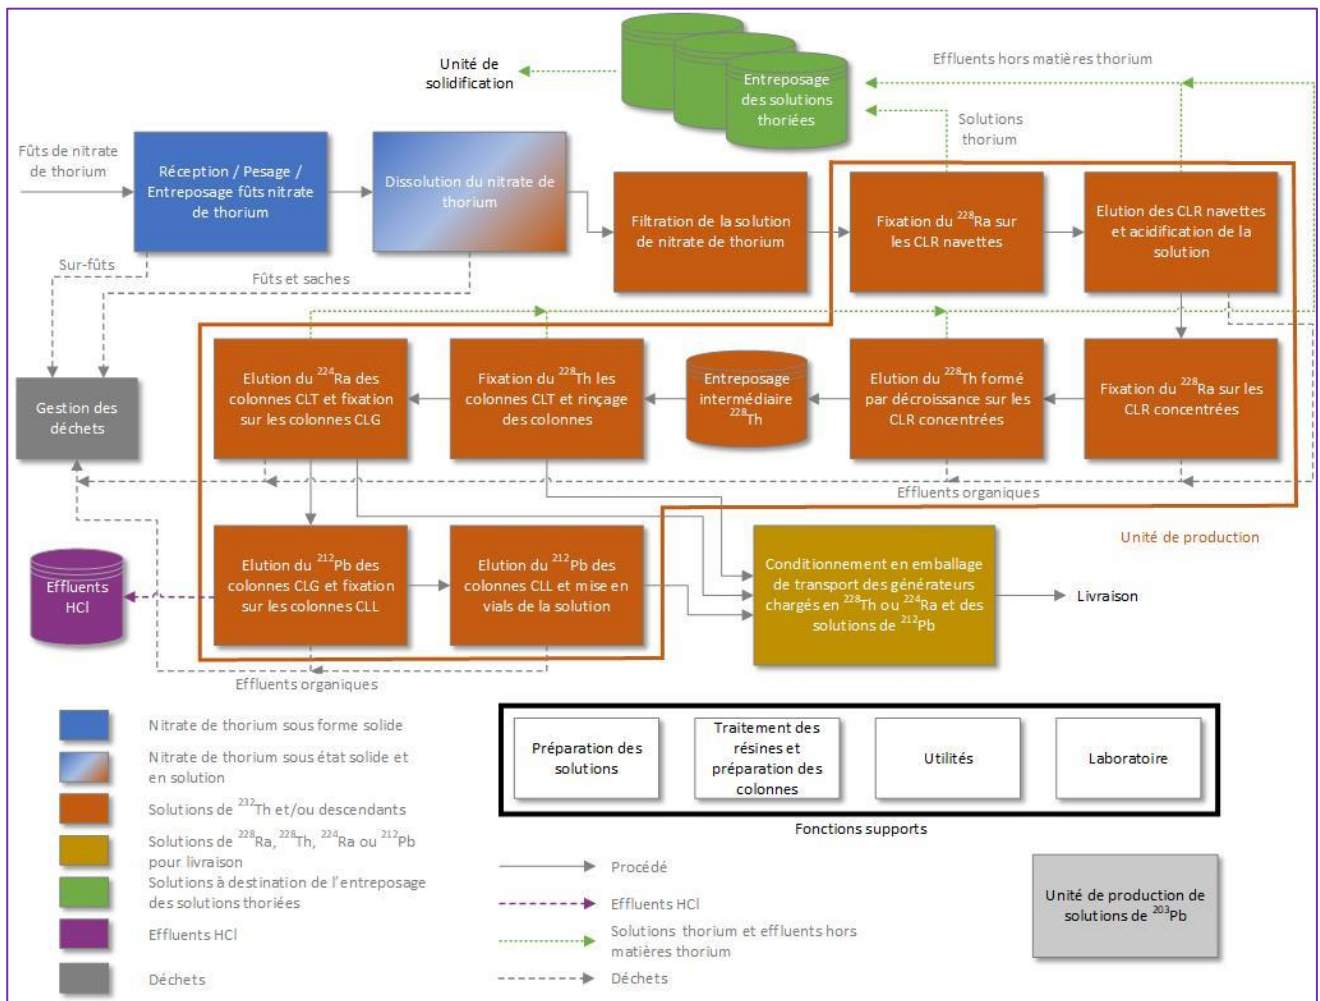 Unité de
solidification
Entreposage
des solutions
thoriées
Effluents hors matières thorium
Solutions
thorium
Fûts de nitrate
de thorium
Réception / Pesage /
Entreposage fûts nitrate
de thorium
Dissolution du nitrate de
thorium
Filtration de la solution
de nitrate de thorium
Fixation du ²²⁸Ra sur
les CLR navettes
Elution des CLR navettes
et acidification de la
solution
Sur-fûts
Fûts et saches
Gestion des
déchets
Elution du ²²⁴Ra des
colonnes CLT et fixation
sur les colonnes CLG
Fixation du ²²⁸Th les
colonnes CLT et rinçage
des colonnes
Entreposage
intermédiaire
²²⁸Th
Elution du ²²⁸Th formé
par décroissance sur les
CLR concentrées
Fixation du ²²⁸Ra sur les
CLR concentrées
Effluents organiques
Unité de production
Effluents
HCl
Elution du ²¹²Pb des
colonnes CLG et fixation
sur les colonnes CLL
Elution du ²¹²Pb des
colonnes CLL et mise en
vials de la solution
Conditionnement en emballage
de transport des générateurs
chargés en ²²⁸Th ou ²²⁴Ra et des
solutions de ²¹²Pb
Livraison
Effluents organiques
Nitrate de thorium sous forme solide
Nitrate de thorium sous état solide et
en solution
Solutions de ²³²Th et/ou descendants
Solutions de ²²⁸Ra, ²²⁸Th, ²²⁴Ra ou ²¹²Pb
pour livraison
Solutions à destination de l'entreposage
des solutions thoriées
Effluents HCl
Déchets
Préparation des
solutions
Traitement des
résines et
préparation des
colonnes
Utilités
Laboratoire
Fonctions supports
Procédé
Effluents HCl
Solutions thorium et effluents hors
matières thorium
Déchets
Unité de production de
solutions de ²⁰³Pb